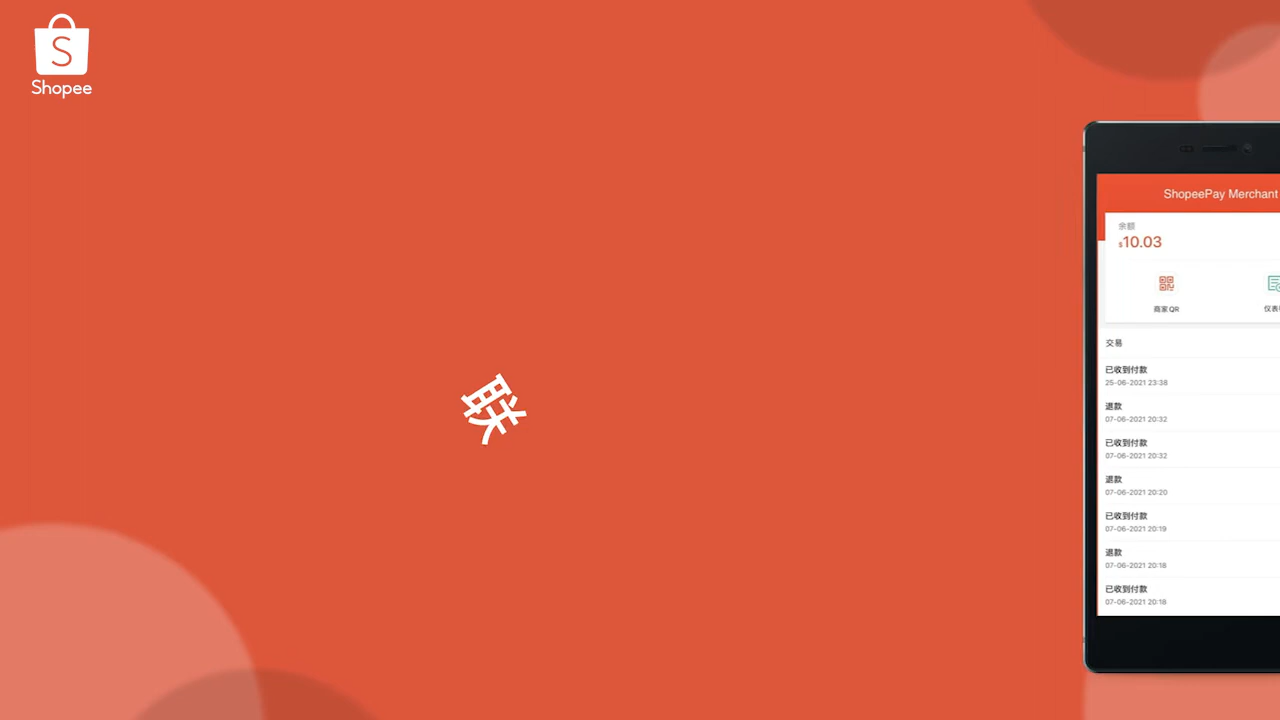 S
Shopee
联
ShopeePay Merchant
余额
$10.03
商家 QR
仪表
交易
已收到付款
25-06-2021 23:38
退款
07-06-2021 20:32
已收到付款
07-06-2021 20:32
退款
07-06-2021 20:20
已收到付款
07-06-2021 20:19
退款
07-06-2021 20:18
已收到付款
07-06-2021 20:18